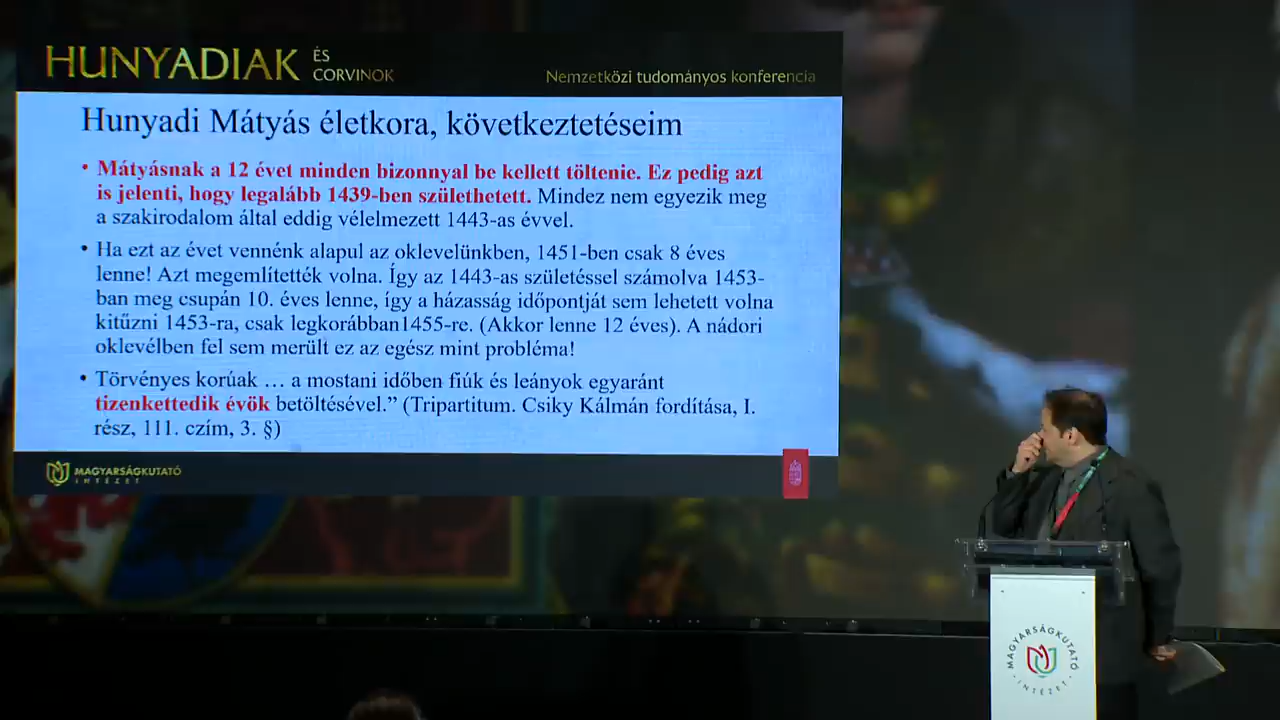 HUNYADIAK ÉS CORVINOK
Nemzetközi tudományos konferencia
Hunyadi Mátyás életkora, következtetéseim
• Mátyásnak a 12 évet minden bizonnyal be kellett töltenie. Ez pedig azt
is jelenti, hogy legalább 1439-ben születhetett. Mindez nem egyezik meg
a szakirodalom által eddig vélelmezett 1443-as évvel.
• Ha ezt az évet vennénk alapul az oklevelünkben, 1451-ben csak 8 éves
lenne! Azt megemlítették volna. Így az 1443-as születéssel számolva 1453-
ban meg csupán 10. éves lenne, így a házasság időpontját sem lehetett volna
kitűzni 1453-ra, csak legkorábban1455-re. (Akkor lenne 12 éves). A nádori
oklevélben fel sem merült ez az egész mint probléma!
• Törvényes korúak … a mostani időben fiúk és leányok egyaránt
tizenkettedik évök betöltésével.” (Tripartitum. Csiky Kálmán fordítása, I.
rész, 111. czím, 3. §)
MAGYARSÁGKUTATÓ
INTÉZET
MAGYARSÁGKUTATÓ
INTÉZET